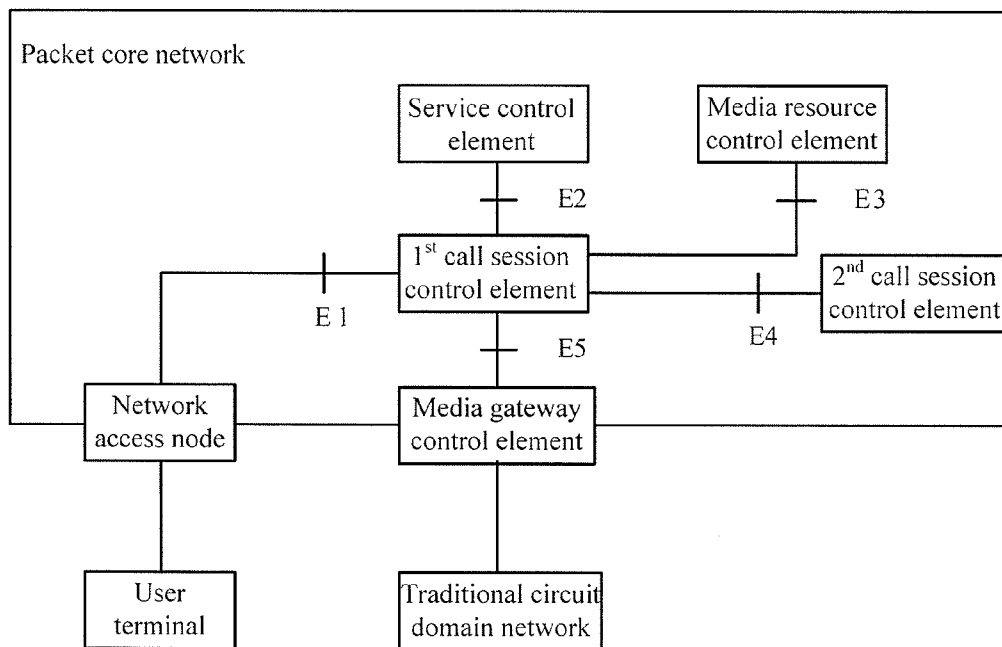 Packet core network
Service control
element
Media resource
control element
E2
E3
1st call session
control element
2nd call session
control element
E1
E4
E5
Network
access node
Media gateway
control element
User
terminal
Traditional circuit
domain network